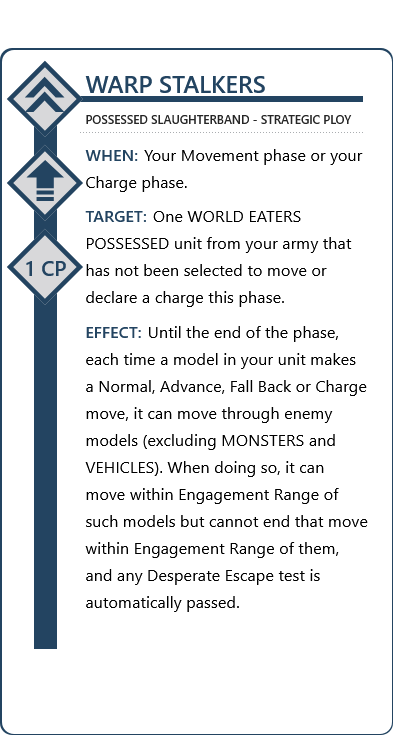 WARP STALKERS
POSSESSED SLAUGHTERBAND - STRATEGIC PLOY
WHEN: Your Movement phase or your
Charge phase.
TARGET: One WORLD EATERS
POSSESSED unit from your army that
has not been selected to move or
declare a charge this phase.
1 CP
EFFECT: Until the end of the phase,
each time a model in your unit makes
a Normal, Advance, Fall Back or Charge
move, it can move through enemy
models (excluding MONSTERS and
VEHICLES). When doing so, it can
move within Engagement Range of
such models but cannot end that move
within Engagement Range of them,
and any Desperate Escape test is
automatically passed.